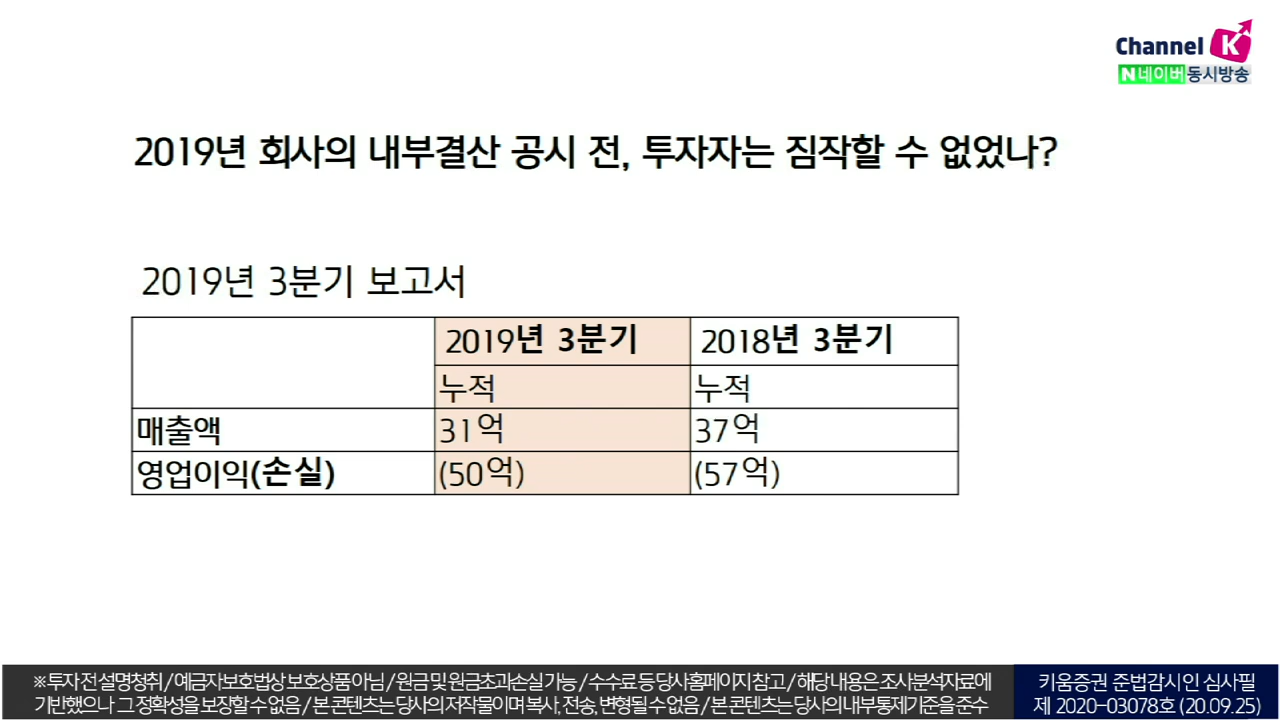 Channel K
N 네이버 동시방송
2019년 회사의 내부결산 공시 전, 투자자는 짐작할 수 없었나?
2019년 3분기 보고서
2019년 3분기 2018년 3분기
누적 누적
매출액 31억 37억
영업이익(손실) (50억) (57억)
※투자 전 설명청취 / 예금자보호법상 보호상품 아님 / 원금 및 원금초과손실 가능 / 수수료 등 당사홈페이지 참고 / 해당 내용은 조사분석자료에
기반했으나 그 정확성을 보장할 수 없음 / 본 콘텐츠는 당사의 저작물이며 복사, 전송, 변형될 수 없음 / 본 콘텐츠는 당사의 내부통제기준을 준수
키움증권 준법감시인 심사필
제 2020-03078호 (20.09.25)